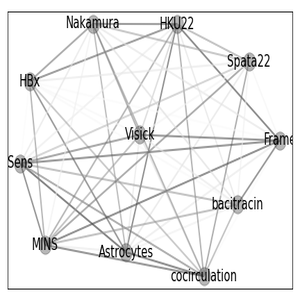 Nakamura
HKU22
Spata22
HBx
Visick
Frame
Sens
bacitracin
MINS
Astrocytes
cocirculation